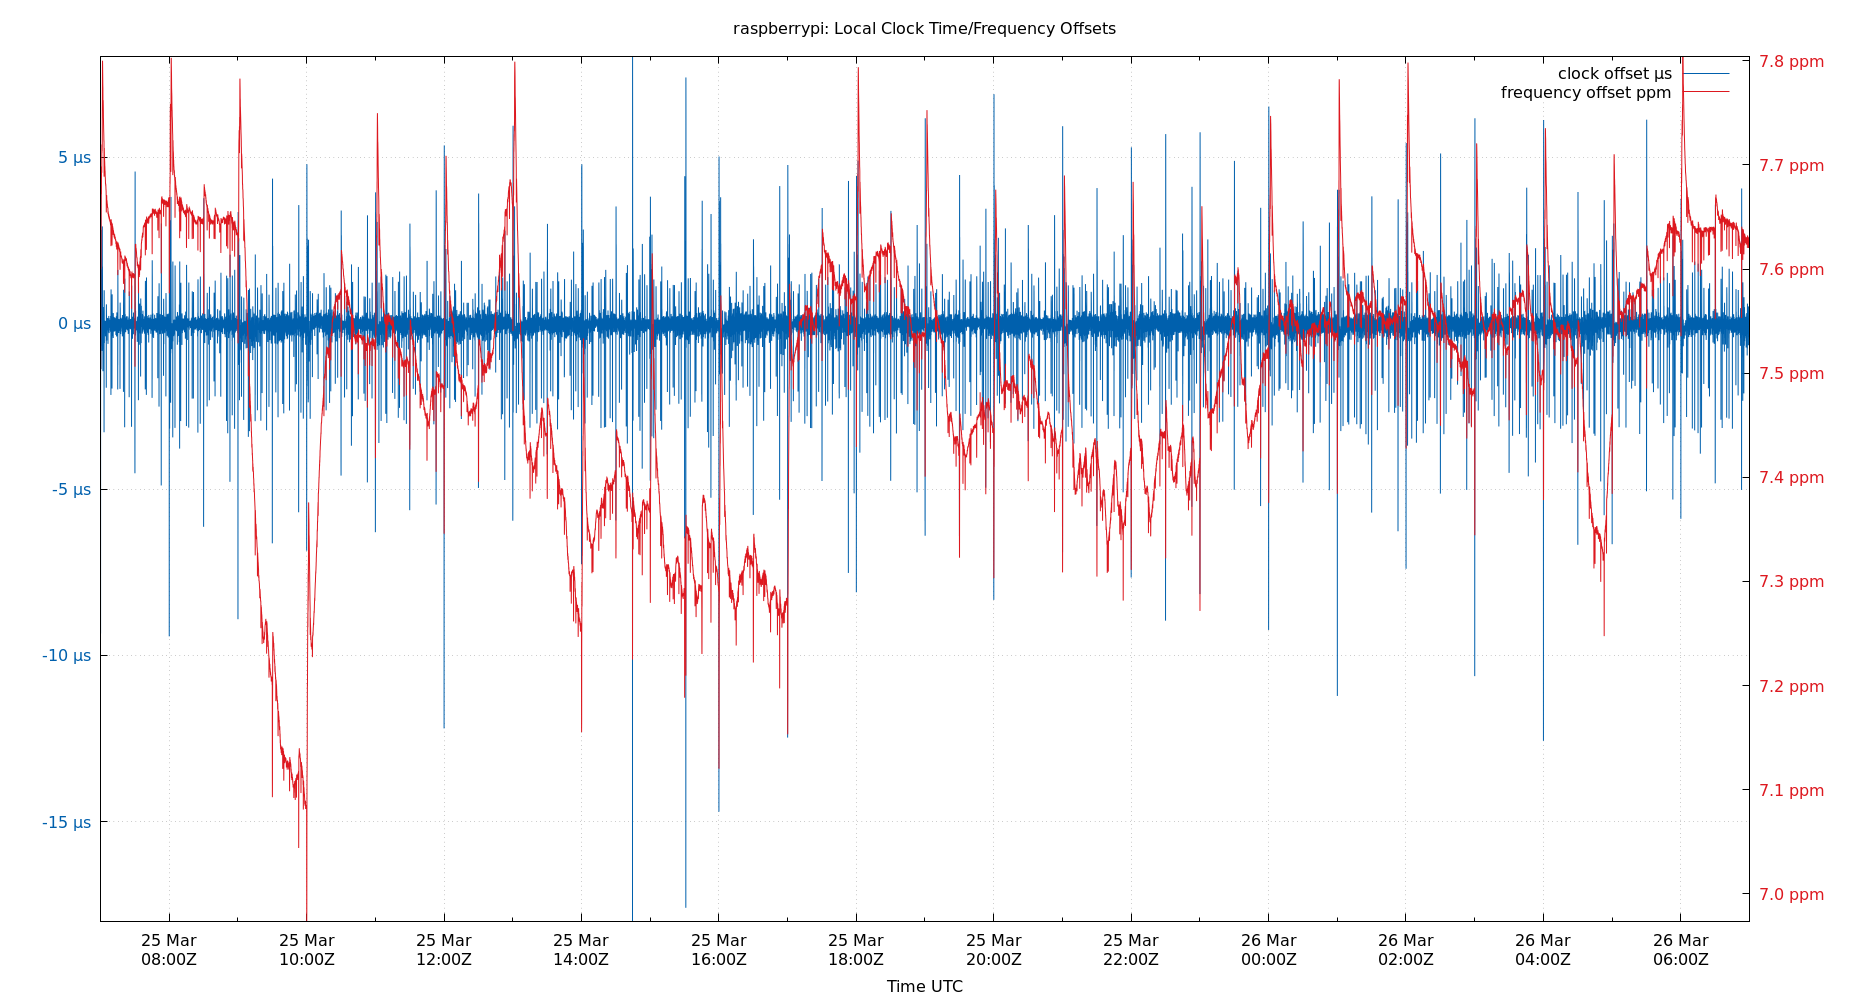 raspberrypi: Local Clock Time/Frequency Offsets
clock offset µs
frequency offset ppm
5 µs
0 µs
-5 µs
-10 µs
-15 µs
7.8 ppm
7.7 ppm
7.6 ppm
7.5 ppm
7.4 ppm
7.3 ppm
7.2 ppm
7.1 ppm
7.0 ppm
25 Mar 25 Mar 25 Mar 25 Mar 25 Mar 25 Mar 25 Mar 25 Mar 26 Mar 26 Mar 26 Mar 26 Mar
08:00Z 10:00Z 12:00Z 14:00Z 16:00Z 18:00Z 20:00Z 22:00Z 00:00Z 02:00Z 04:00Z 06:00Z
Time UTC